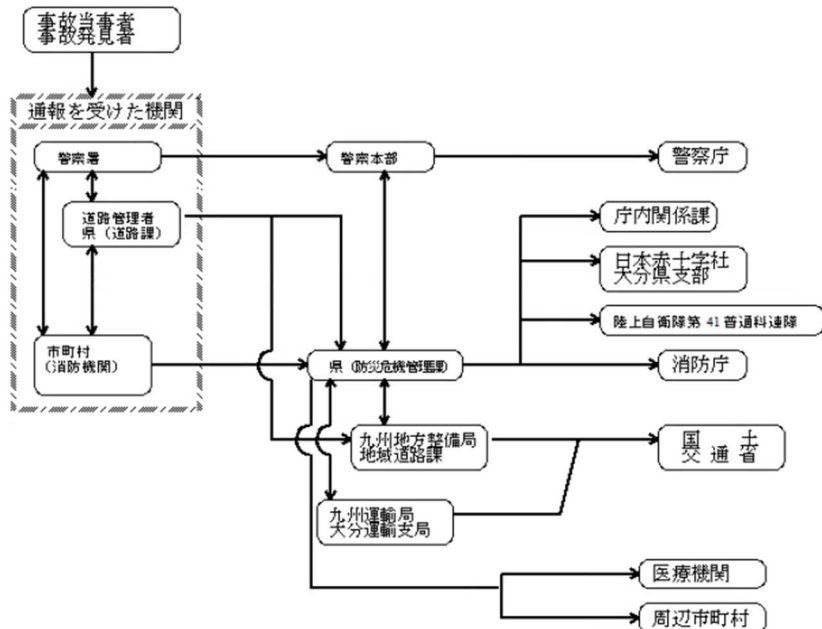 事故当事者
事故発見者
通報を受けた機関
警察署
警察本部
警察庁
道路管理者
県（道路課）
庁内関係課
日本赤十字社
大分県支部
陸上自衛隊第41普通科連隊
市町村
（消防機関）
県（防災危機管理課）
消防庁
九州地方整備局
地域道路課
国土
交通省
九州運輸局
大分運輸支局
医療機関
周辺市町村